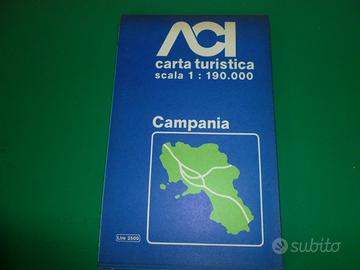 ACI
carta turistica
scala 1 : 190.000
Campania
Lire 2500
subito